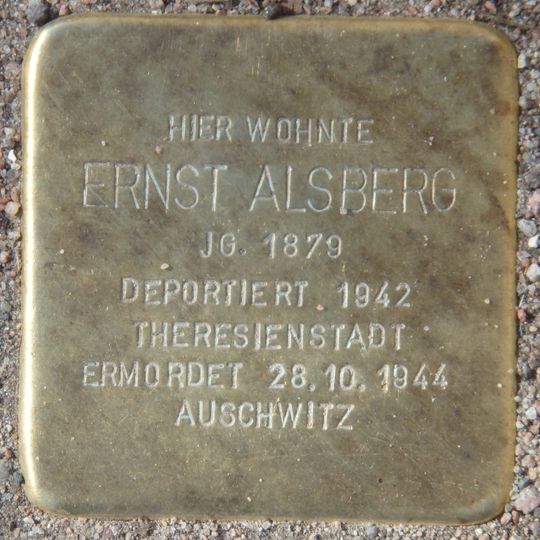 HIER WOHNTE
ERNST ALSBERG
JG. 1879
DEPORTIERT 1942
THERESIENSTADT
ERMORDET 28.10.1944
AUSCHWITZ